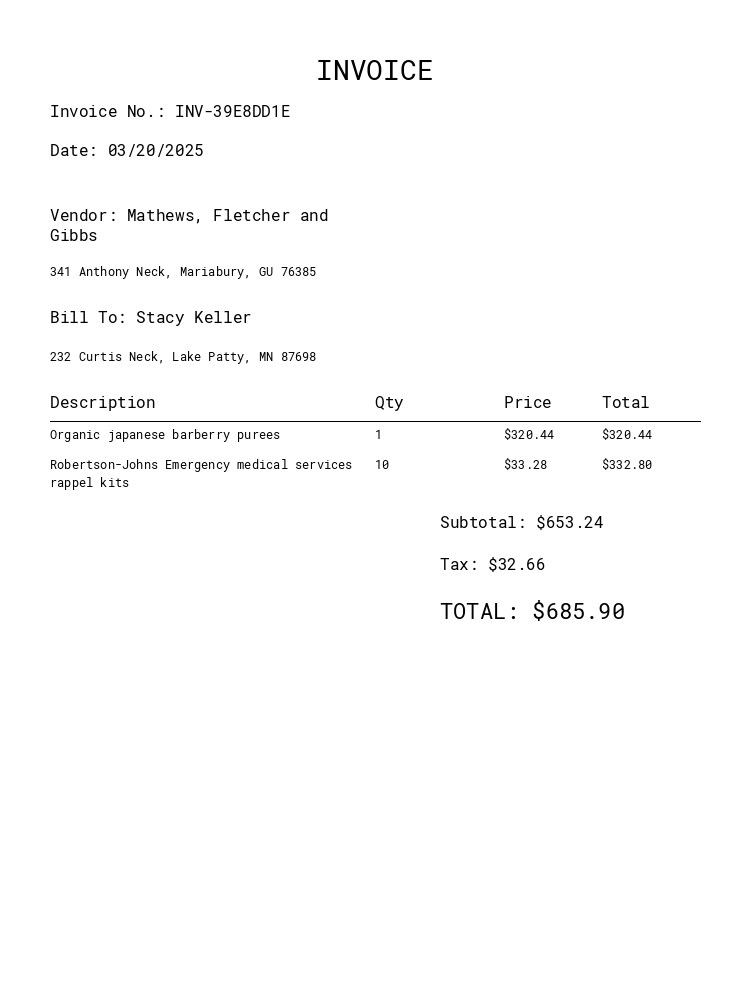 INVOICE
Invoice No.: INV-39E8DD1E
Date: 03/20/2025
Vendor: Mathews, Fletcher and
Gibbs
341 Anthony Neck, Mariabury, GU 76385
Bill To: Stacy Keller
232 Curtis Neck, Lake Patty, MN 87698
Description Qty Price Total
Organic japanese barberry purees 1 $320.44 $320.44
Robertson-Johns Emergency medical services 10 $33.28 $332.80
rappel kits
Subtotal: $653.24
Tax: $32.66
TOTAL: $685.90